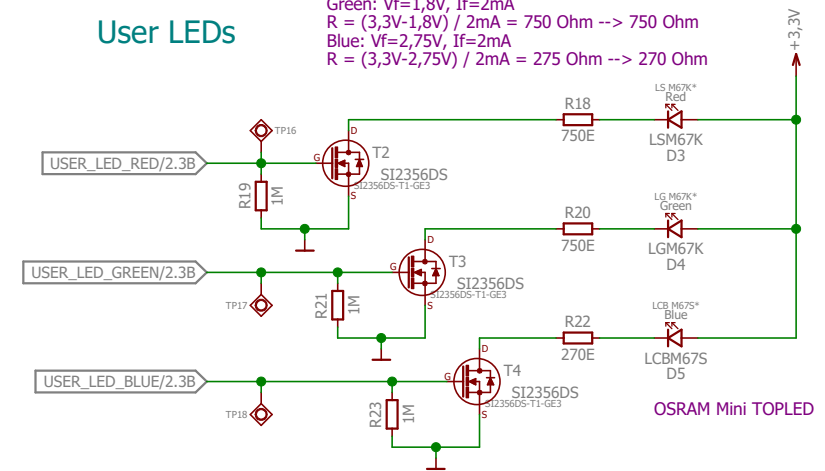 Green: Vf=1,8V, If=2mA
R = (3,3V-1,8V) / 2mA = 750 Ohm --> 750 Ohm
Blue: Vf=2,75V, If=2mA
R = (3,3V-2,75V) / 2mA = 275 Ohm --> 270 Ohm
User LEDs
+3,3V
LS M67K*
Red
R18
750E
LSM67K
D3
TP16
D
T2
G
USER_LED_RED/2.3B
SI2356DS
SI2356DS-T1-GE3
S
R19
1M
LG M67K*
Green
R20
750E
LGM67K
D4
D
T3
G
USER_LED_GREEN/2.3B
SI2356DS
SI2356DS-T1-GE3
S
TP17
R21
1M
LCB M67S*
Blue
R22
270E
LCBM67S
D5
D
T4
G
USER_LED_BLUE/2.3B
SI2356DS
SI2356DS-T1-GE3
S
TP18
R23
1M
OSRAM Mini TOPLED